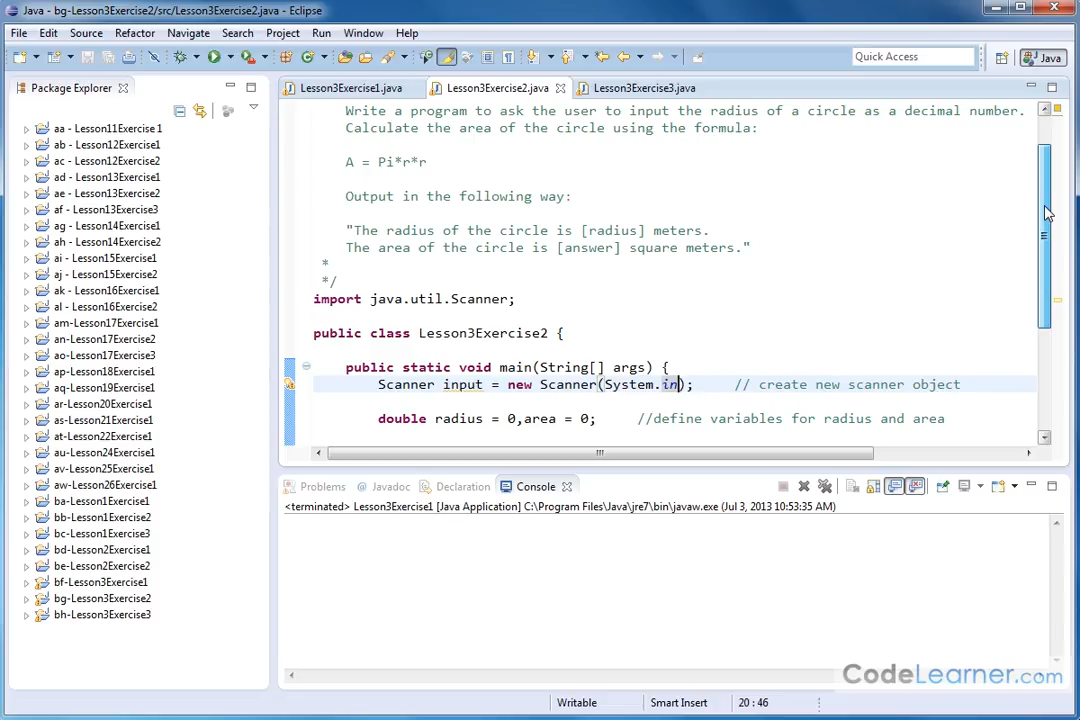 Java - bg-Lesson3Exercise2/src/Lesson3Exercise2.java - Eclipse
File Edit Source Refactor Navigate Search Project Run Window Help
Quick Access
Java
Package Explorer
Lesson3Exercise1.java
Lesson3Exercise2.java
Lesson3Exercise3.java
aa - Lesson11Exercise1
ab - Lesson12Exercise1
ac - Lesson12Exercise2
ad - Lesson13Exercise1
ae - Lesson13Exercise2
af - Lesson13Exercise3
ag - Lesson14Exercise1
ah - Lesson14Exercise2
ai - Lesson15Exercise1
aj - Lesson15Exercise2
ak - Lesson16Exercise1
al - Lesson16Exercise2
am-Lesson17Exercise1
an-Lesson17Exercise2
ao-Lesson17Exercise3
ap-Lesson18Exercise1
aq-Lesson19Exercise1
ar-Lesson20Exercise1
as-Lesson21Exercise1
at-Lesson22Exercise1
au-Lesson24Exercise1
av-Lesson25Exercise1
aw-Lesson26Exercise1
ba-Lesson1Exercise1
bb-Lesson1Exercise2
bc-Lesson1Exercise3
bd-Lesson2Exercise1
be-Lesson2Exercise2
bf-Lesson3Exercise1
bg-Lesson3Exercise2
bh-Lesson3Exercise3
Write a program to ask the user to input the radius of a circle as a decimal number.
Calculate the area of the circle using the formula:
A = Pi*r*r
Output in the following way:
"The radius of the circle is [radius] meters.
The area of the circle is [answer] square meters."
*
*/
import java.util.Scanner;
public class Lesson3Exercise2 {
public static void main(String[] args) {
Scanner input = new Scanner(System.in); // create new scanner object
double radius = 0,area = 0; //define variables for radius and area
Problems @ Javadoc Declaration Console
<terminated> Lesson3Exercise1 [Java Application] C:\Program Files\Java\jre7\bin\javaw.exe (Jul 3, 2013 10:53:35 AM)
CodeLearner.com
Writable Smart Insert 20 : 46